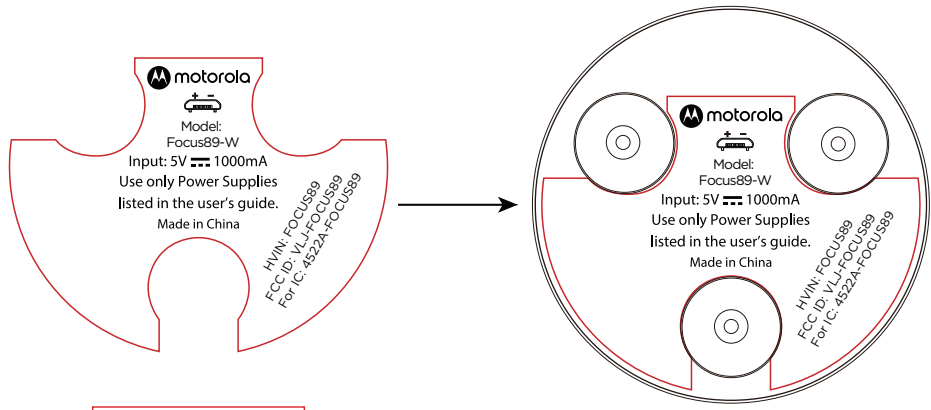 motorola
+ -
Model:
Focus89-W
Input: 5V ⎓ 1000mA
Use only Power Supplies
listed in the user's guide.
Made in China
HVIN: FOCUS89
FCC ID: VLJ-FOCUS89
For IC: 4522A-FOCUS89
motorola
+ -
Model:
Focus89-W
Input: 5V ⎓ 1000mA
Use only Power Supplies
listed in the user's guide.
Made in China
HVIN: FOCUS89
FCC ID: VLJ-FOCUS89
For IC: 4522A-FOCUS89